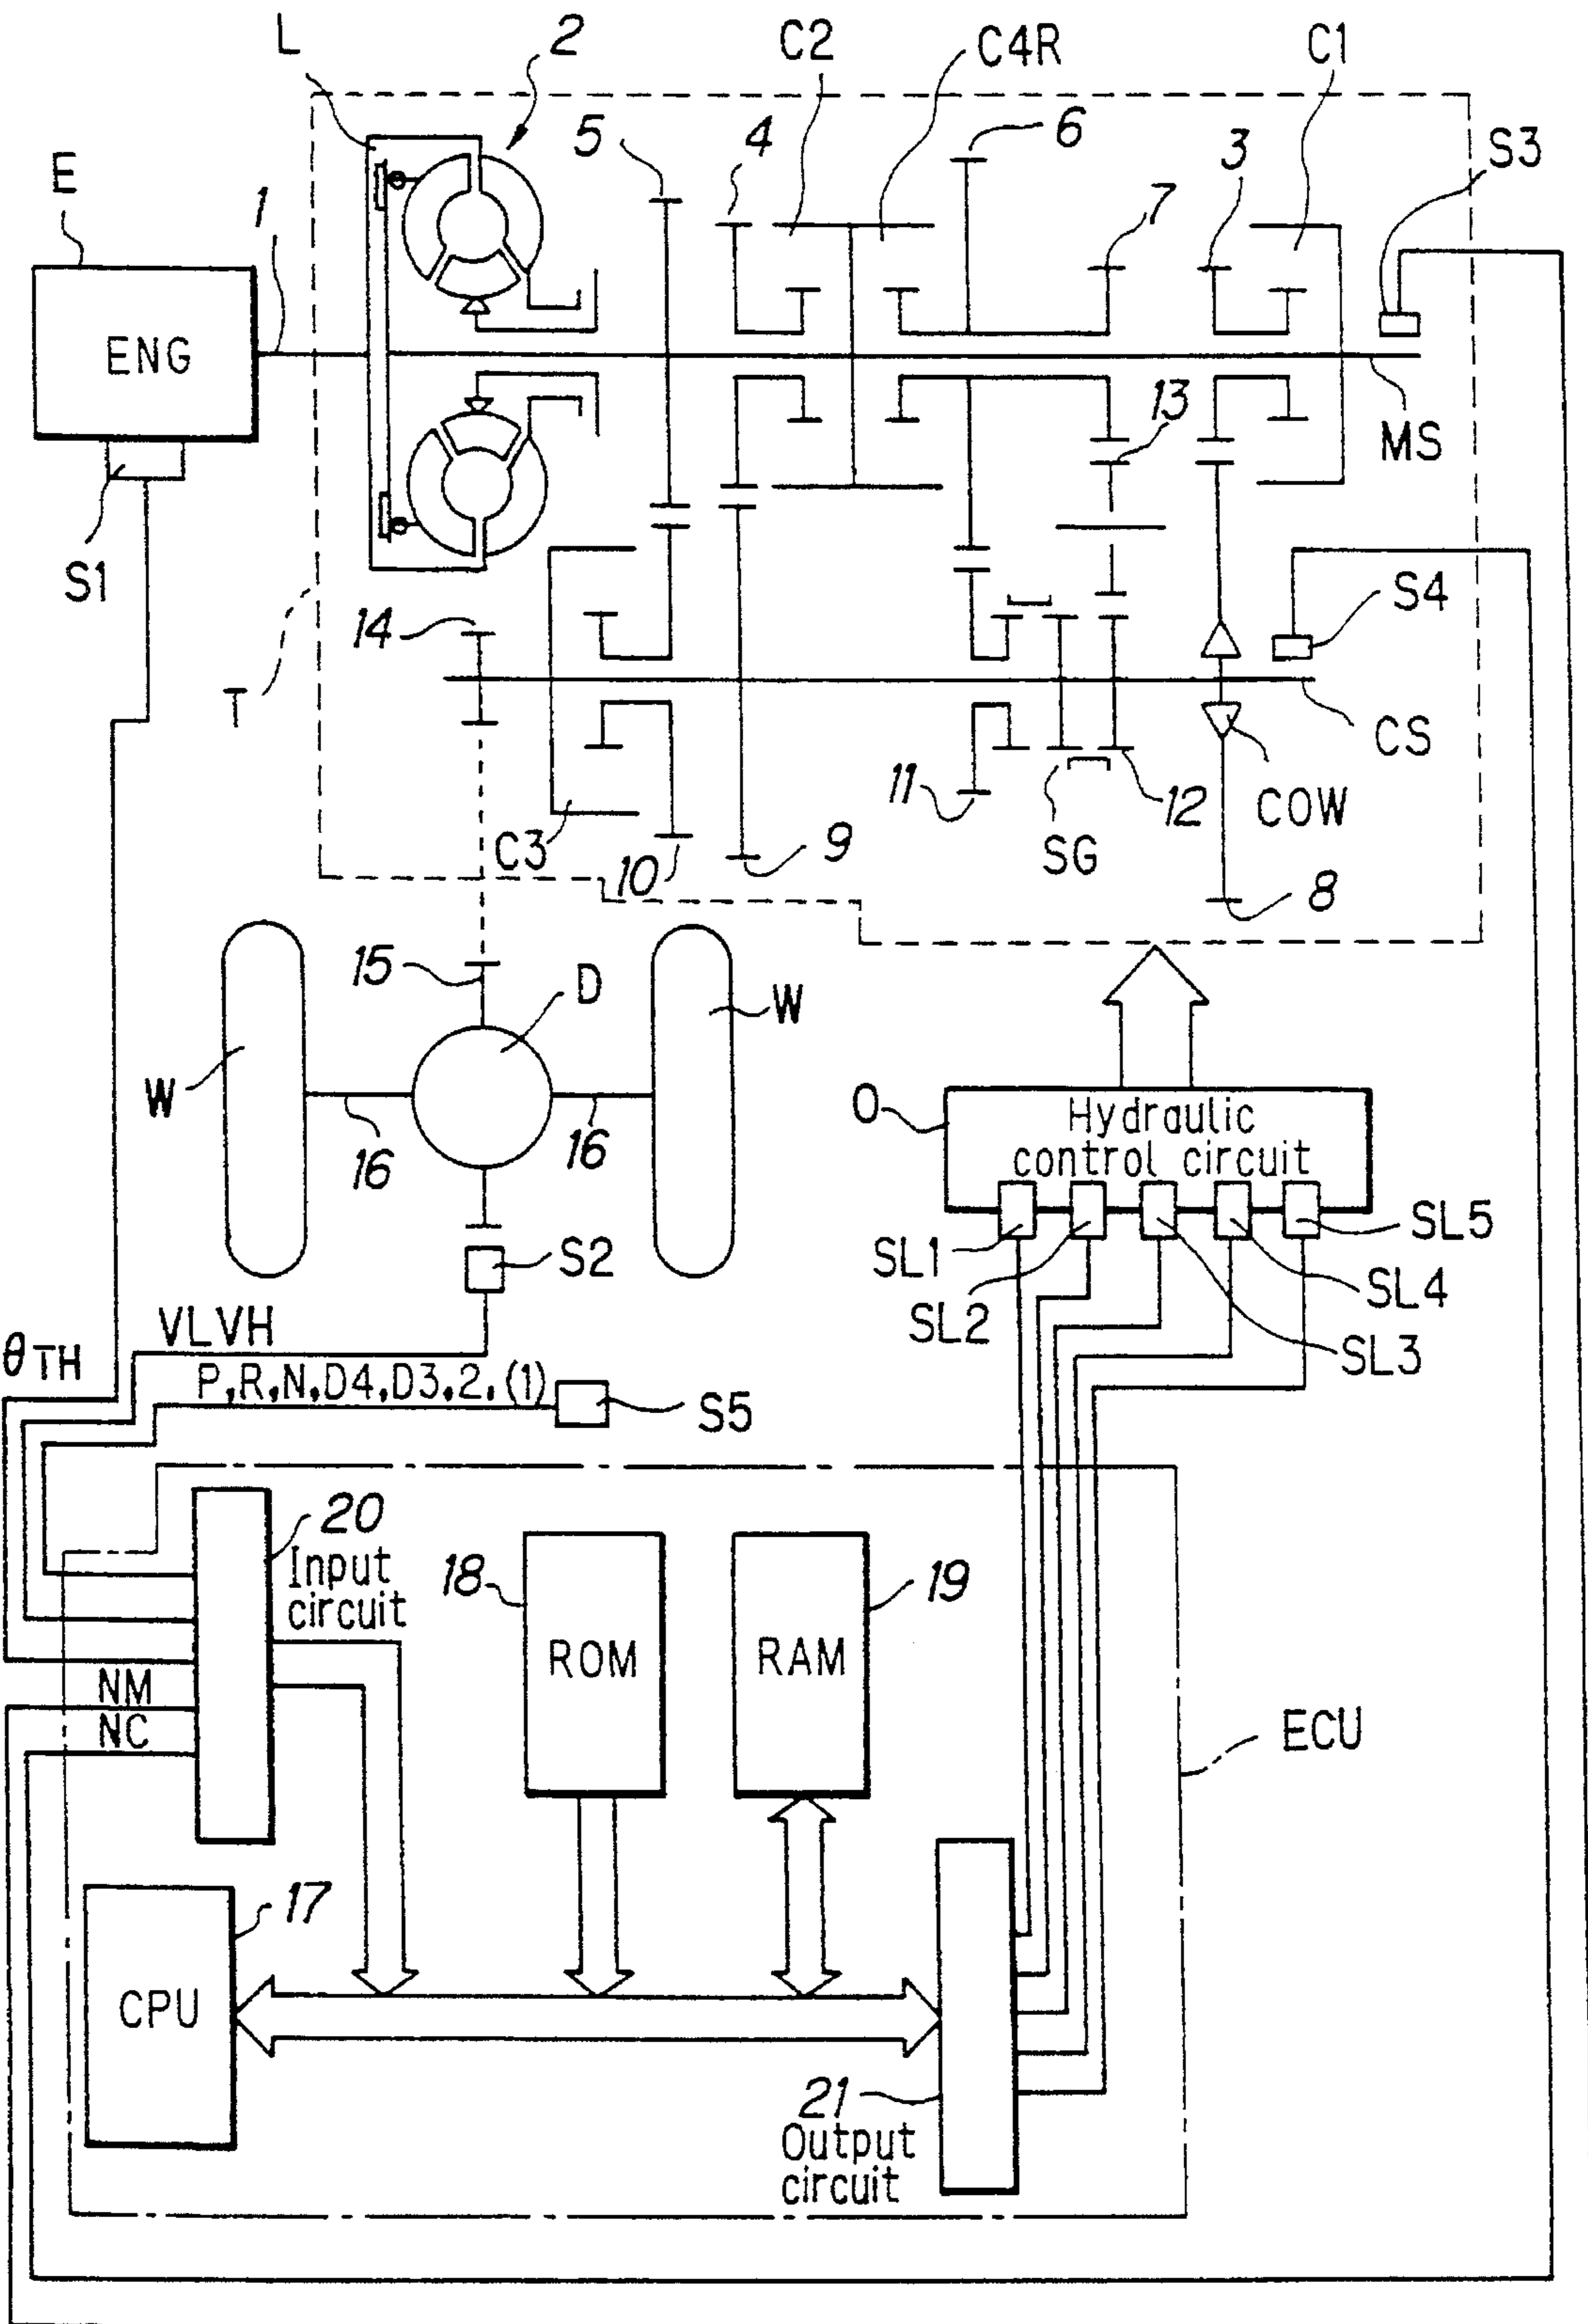 L
2
C2
C4R
C1
5
4
6
3
S3
E
1
7
ENG
13
MS
S1
14
S4
T
CS
11
12
COW
C3
10
9
SG
8
15
D
W
W
O
Hydraulic
control circuit
16
16
SL1
SL5
S2
SL2
SL4
VLVH
SL3
θTH
P,R,N,D4,D3,2,(1)
S5
20
Input
circuit
18
19
ROM
RAM
NM
NC
ECU
17
CPU
21
Output
circuit